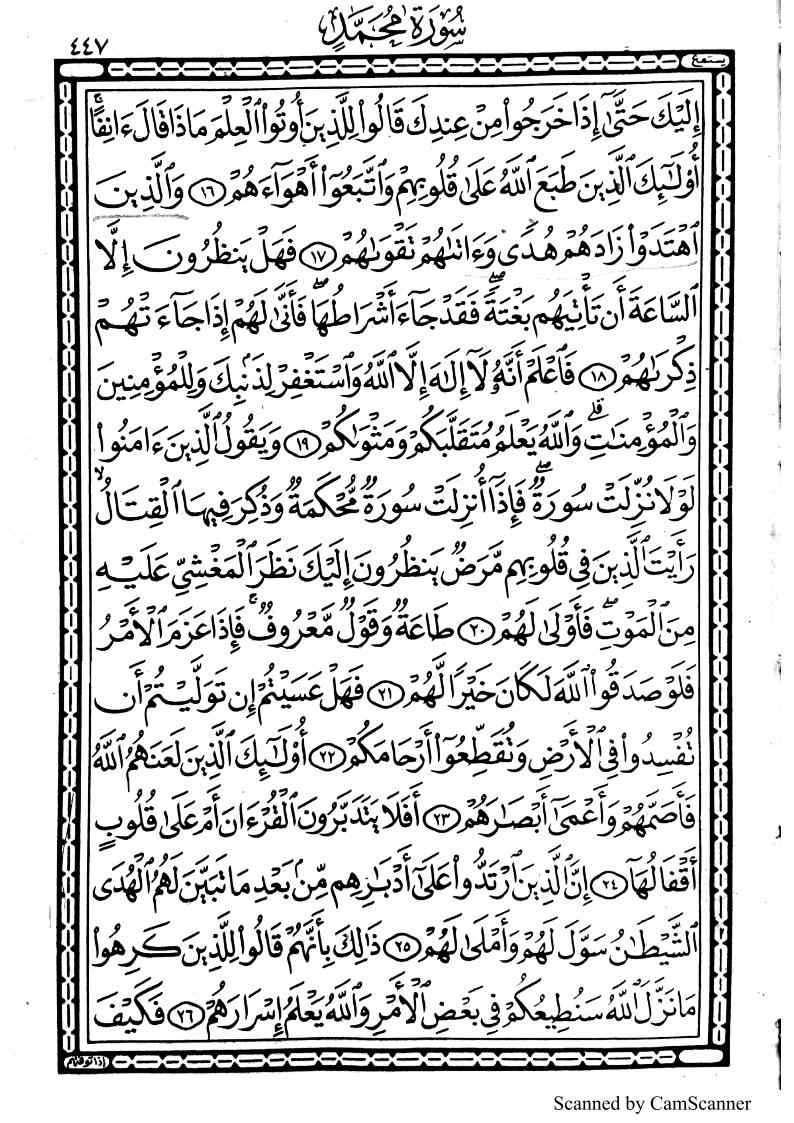 سُورَةُ مُحَمَّدٍ
٤٤٧
يستمع
إِلَيْكَ حَتَّىٰٓ إِذَا خَرَجُوا۟ مِنْ عِندِكَ قَالُوا۟ لِلَّذِينَ أُوتُوا۟ ٱلْعِلْمَ مَاذَا قَالَ ءَانِفًا ۚ
أُو۟لَٰٓئِكَ ٱلَّذِينَ طَبَعَ ٱللَّهُ عَلَىٰ قُلُوبِهِمْ وَٱتَّبَعُوٓا۟ أَهْوَآءَهُمْ ١٦ وَٱلَّذِينَ
ٱهْتَدَوْا۟ زَادَهُمْ هُدًى وَءَاتَىٰهُمْ تَقْوَىٰهُمْ ١٧ فَهَلْ يَنظُرُونَ إِلَّا
ٱلسَّاعَةَ أَن تَأْتِيَهُم بَغْتَةً ۖ فَقَدْ جَآءَ أَشْرَاطُهَا ۖ فَأَنَّىٰ لَهُمْ إِذَا جَآءَتْهُمْ
ذِكْرَىٰهُمْ ١٨ فَٱعْلَمْ أَنَّهُۥ لَآ إِلَٰهَ إِلَّا ٱللَّهُ وَٱسْتَغْفِرْ لِذَنۢبِكَ وَلِلْمُؤْمِنِينَ
وَٱلْمُؤْمِنَٰتِ ۗ وَٱللَّهُ يَعْلَمُ مُتَقَلَّبَكُمْ وَمَثْوَىٰكُمْ ١٩ وَيَقُولُ ٱلَّذِينَ ءَامَنُوا۟
لَوْلَا نُزِّلَتْ سُورَةٌ ۖ فَإِذَآ أُنزِلَتْ سُورَةٌ مُّحْكَمَةٌ وَذُكِرَ فِيهَا ٱلْقِتَالُ ۙ
رَأَيْتَ ٱلَّذِينَ فِى قُلُوبِهِم مَّرَضٌ يَنظُرُونَ إِلَيْكَ نَظَرَ ٱلْمَغْشِىِّ عَلَيْهِ
مِنَ ٱلْمَوْتِ ۖ فَأَوْلَىٰ لَهُمْ ٢٠ طَاعَةٌ وَقَوْلٌ مَّعْرُوفٌ ۚ فَإِذَا عَزَمَ ٱلْأَمْرُ
فَلَوْ صَدَقُوا۟ ٱللَّهَ لَكَانَ خَيْرًا لَّهُمْ ٢١ فَهَلْ عَسَيْتُمْ إِن تَوَلَّيْتُمْ أَن
تُفْسِدُوا۟ فِى ٱلْأَرْضِ وَتُقَطِّعُوٓا۟ أَرْحَامَكُمْ ٢٢ أُو۟لَٰٓئِكَ ٱلَّذِينَ لَعَنَهُمُ ٱللَّهُ
فَأَصَمَّهُمْ وَأَعْمَىٰٓ أَبْصَٰرَهُمْ ٢٣ أَفَلَا يَتَدَبَّرُونَ ٱلْقُرْءَانَ أَمْ عَلَىٰ قُلُوبٍ
أَقْفَالُهَآ ٢٤ إِنَّ ٱلَّذِينَ ٱرْتَدُّوا۟ عَلَىٰٓ أَدْبَٰرِهِم مِّنۢ بَعْدِ مَا تَبَيَّنَ لَهُمُ ٱلْهُدَى
ٱلشَّيْطَٰنُ سَوَّلَ لَهُمْ وَأَمْلَىٰ لَهُمْ ٢٥ ذَٰلِكَ بِأَنَّهُمْ قَالُوا۟ لِلَّذِينَ كَرِهُوا۟
مَا نَزَّلَ ٱللَّهُ سَنُطِيعُكُمْ فِى بَعْضِ ٱلْأَمْرِ وَٱللَّهُ يَعْلَمُ إِسْرَارَهُمْ ٢٦ فَكَيْفَ
إذا توفتهم
Scanned by CamScanner